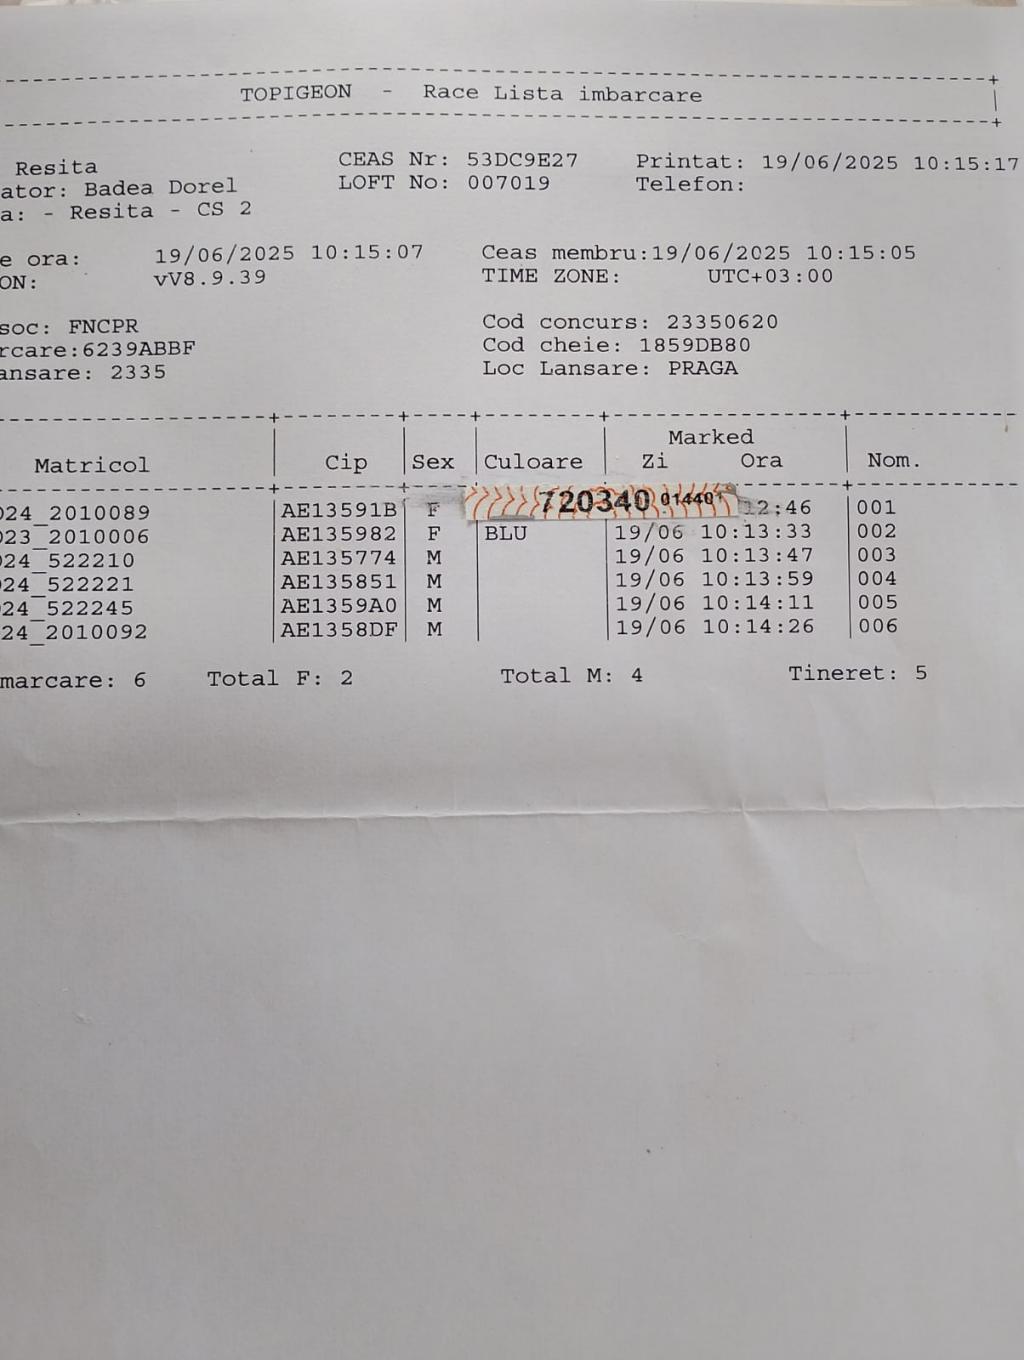 TOPIGEON - Race Lista imbarcare
Resita CEAS Nr: 53DC9E27 Printat: 19/06/2025 10:15:17
ator: Badea Dorel LOFT No: 007019 Telefon:
a: - Resita - CS 2
e ora: 19/06/2025 10:15:07 Ceas membru:19/06/2025 10:15:05
ON: vV8.9.39 TIME ZONE: UTC+03:00
soc: FNCPR Cod concurs: 23350620
rcare:6239ABBF Cod cheie: 1859DB80
ansare: 2335 Loc Lansare: PRAGA
Marked
Matricol Cip Sex Culoare Zi Ora Nom.
024_2010089 AE13591B F 720340 01440 12:46 001
023_2010006 AE135982 F BLU 19/06 10:13:33 002
024_522210 AE135774 M 19/06 10:13:47 003
024_522221 AE135851 M 19/06 10:13:59 004
24_522245 AE1359A0 M 19/06 10:14:11 005
24_2010092 AE1358DF M 19/06 10:14:26 006
marcare: 6 Total F: 2 Total M: 4 Tineret: 5